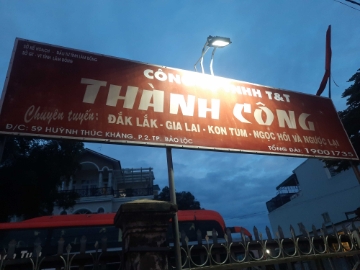 CÔNG TY TNHH T&T
THÀNH CÔNG
Chuyên tuyến: ĐẮK LẮK - GIA LAI - KON TUM - NGỌC HỒI VÀ NGƯỢC LẠI
Đ/C: 59 HUỲNH THÚC KHÁNG, P.2, TP. BẢO LỘC
TỔNG ĐÀI